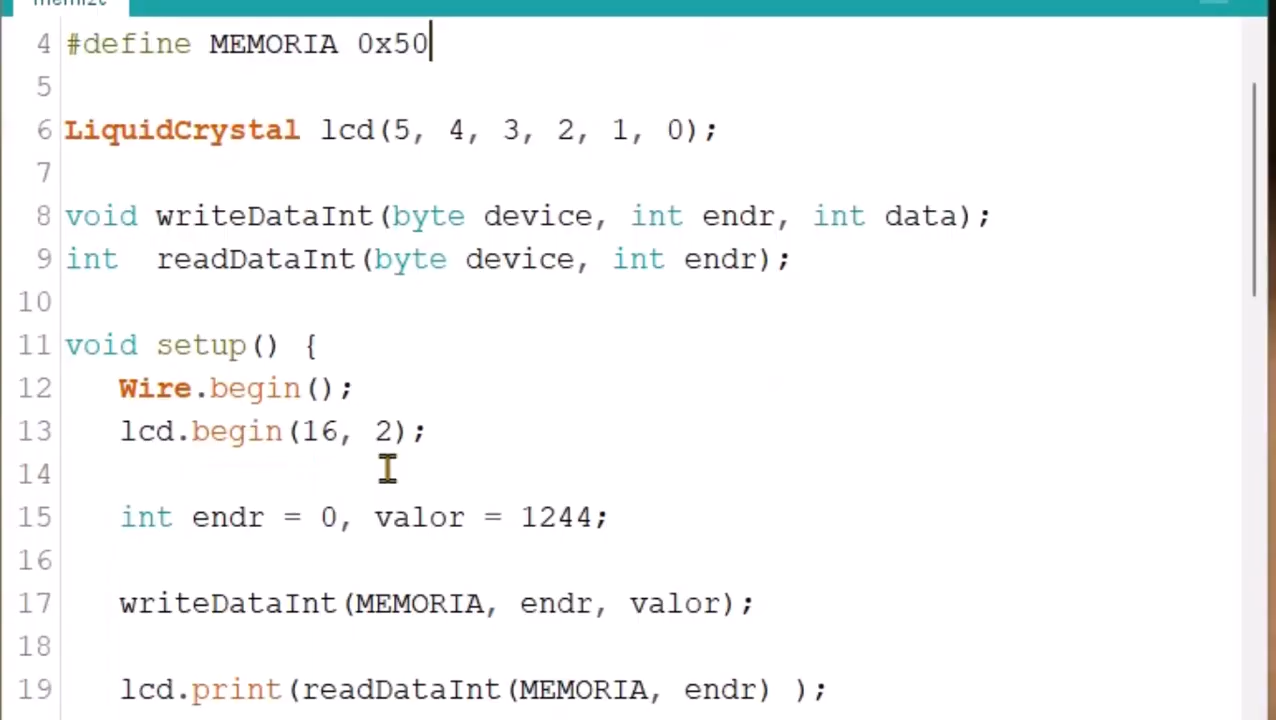 4 #define MEMORIA 0x50
5
6 LiquidCrystal lcd(5, 4, 3, 2, 1, 0);
7
8 void writeDataInt(byte device, int endr, int data);
9 int  readDataInt(byte device, int endr);
10
11 void setup() {
12    Wire.begin();
13    lcd.begin(16, 2);
14
15    int endr = 0, valor = 1244;
16
17    writeDataInt(MEMORIA, endr, valor);
18
19    lcd.print(readDataInt(MEMORIA, endr) );